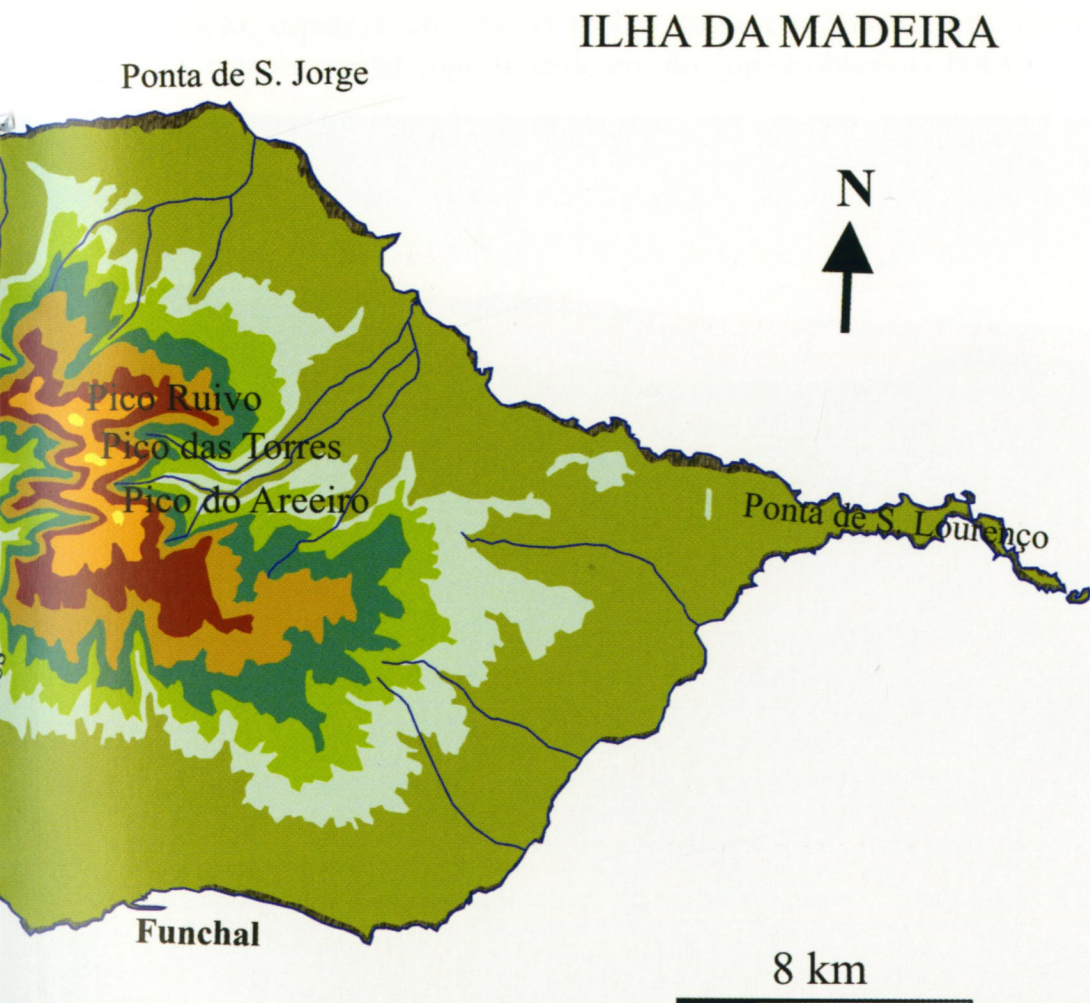 ILHA DA MADEIRA
Ponta de S. Jorge
N
Pico Ruivo
Pico das Torres
Pico do Areeiro
Ponta de S. Lourenço
Funchal
8 km